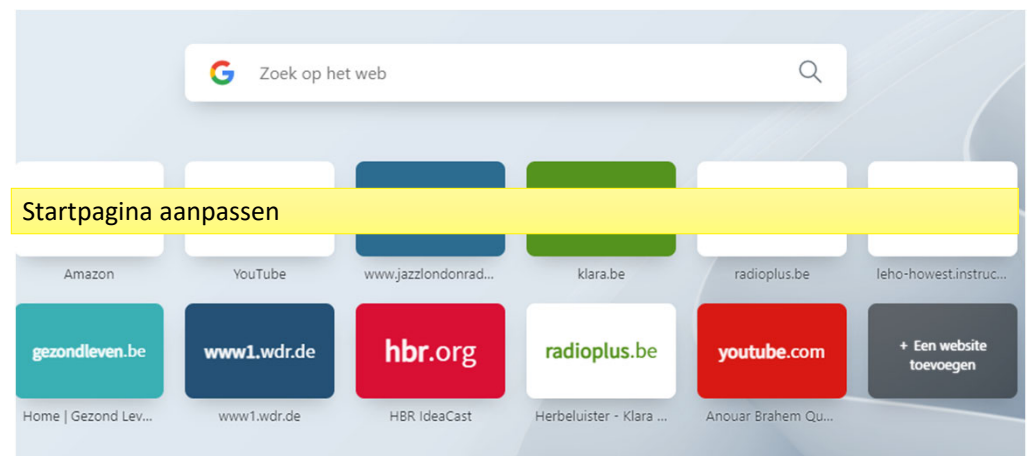 Zoek op het web
Startpagina aanpassen
Amazon
YouTube
www.jazzlondonrad...
klara.be
radioplus.be
leho-howest.instruc...
gezondleven.be
www1.wdr.de
hbr.org
radioplus.be
youtube.com
+ Een website
toevoegen
Home | Gezond Lev...
www1.wdr.de
HBR IdeaCast
Herbeluister - Klara ...
Anouar Brahem Qu...